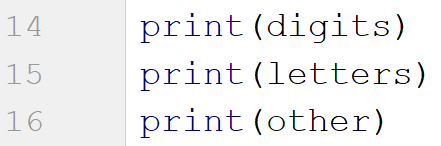 14 print(digits)
15 print(letters)
16 print(other)